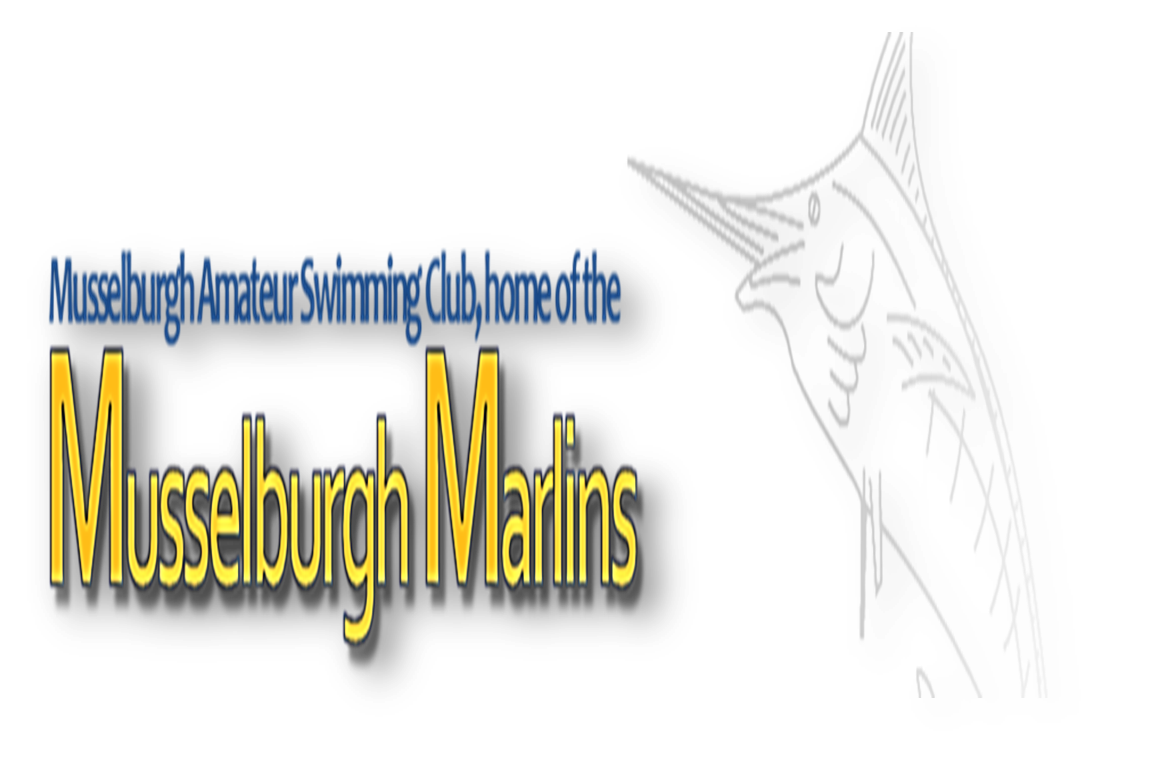 Musselburgh Amateur Swimming Club, home of the
Musselburgh Marlins